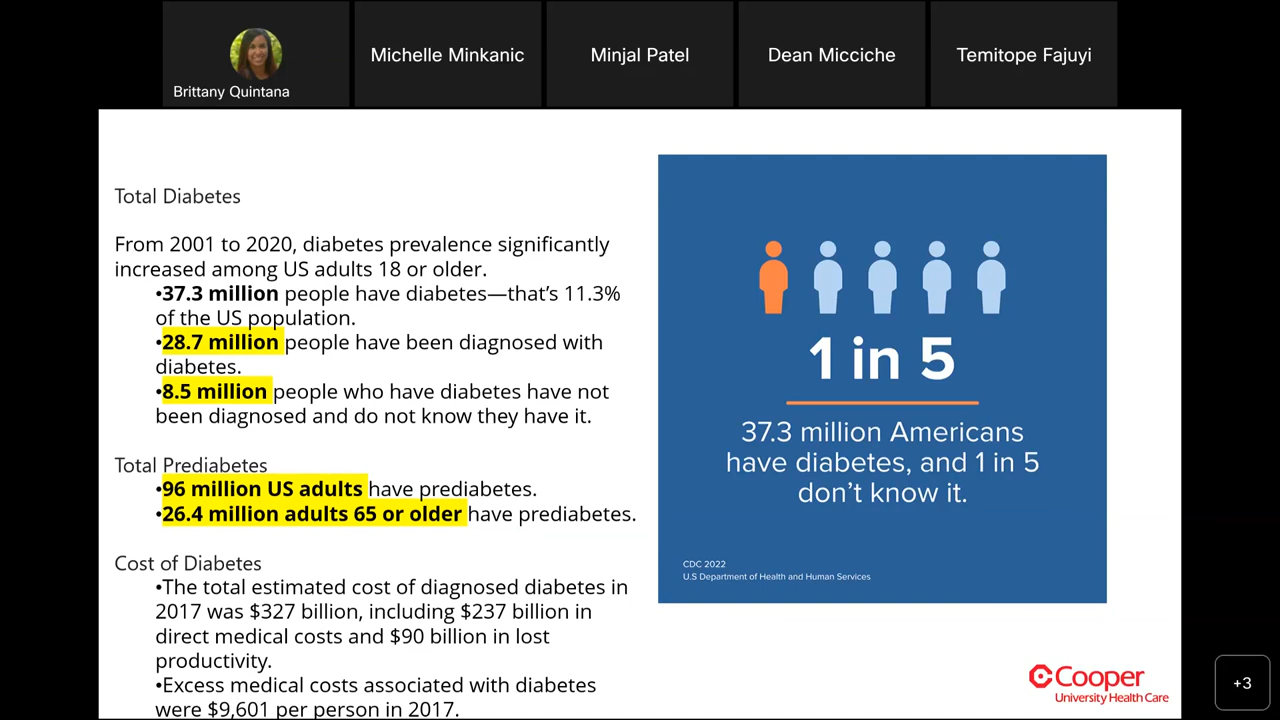 Brittany Quintana
Michelle Minkanic
Minjal Patel
Dean Micciche
Temitope Fajuyi
Total Diabetes
From 2001 to 2020, diabetes prevalence significantly
increased among US adults 18 or older.
•37.3 million people have diabetes—that's 11.3%
of the US population.
•28.7 million people have been diagnosed with
diabetes.
•8.5 million people who have diabetes have not
been diagnosed and do not know they have it.
Total Prediabetes
•96 million US adults have prediabetes.
•26.4 million adults 65 or older have prediabetes.
Cost of Diabetes
•The total estimated cost of diagnosed diabetes in
2017 was $327 billion, including $237 billion in
direct medical costs and $90 billion in lost
productivity.
•Excess medical costs associated with diabetes
were $9,601 per person in 2017.
1 in 5
37.3 million Americans
have diabetes, and 1 in 5
don't know it.
CDC 2022
U.S Department of Health and Human Services
Cooper
University Health Care
+3